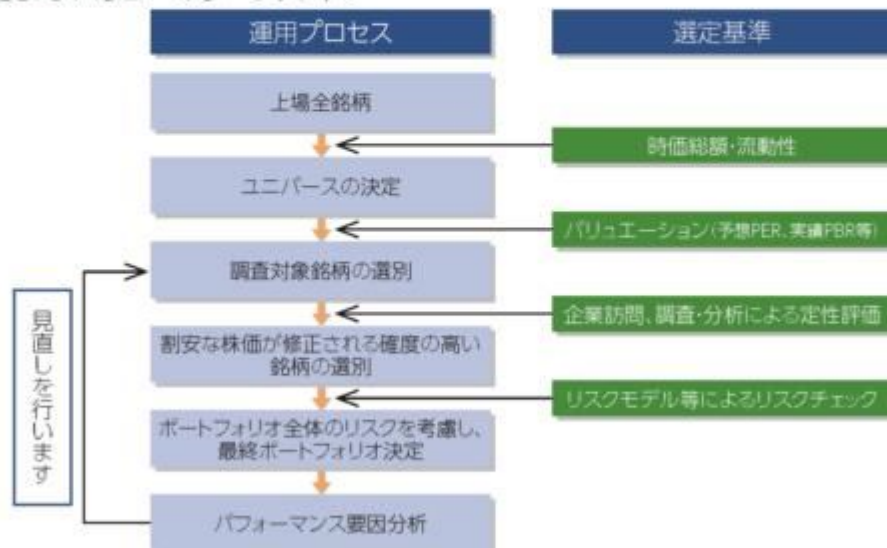 運用プロセス
選定基準
上場全銘柄
時価総額・流動性
ユニバースの決定
バリュエーション(予想PER、実績PBR等)
調査対象銘柄の選別
企業訪問、調査・分析による定性評価
割安な株価が修正される確度の高い
銘柄の選別
リスクモデル等によるリスクチェック
ポートフォリオ全体のリスクを考慮し、
最終ポートフォリオ決定
パフォーマンス要因分析
見直しを行います